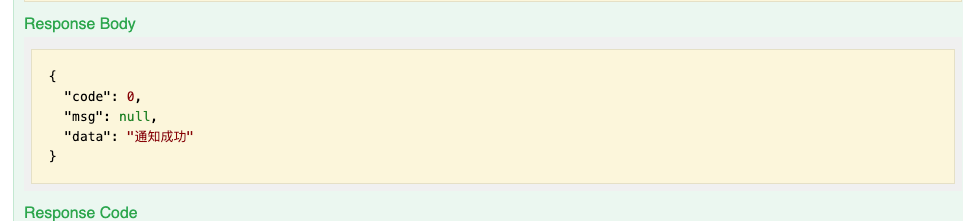 Response Body
{
"code": 0,
"msg": null,
"data": "通知成功"
}
Response Code